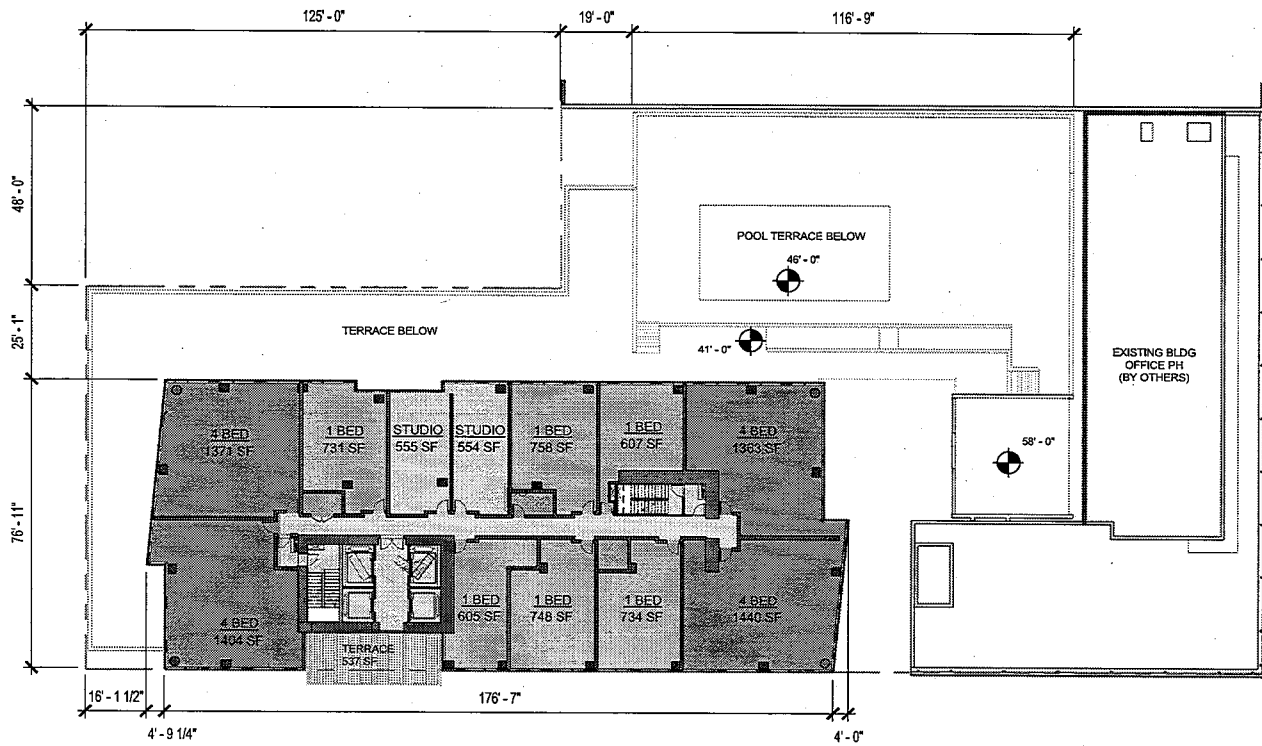 125' - 0"
19' - 0"
116' - 9"
48' - 0"
25' - 1"
76' - 11"
POOL TERRACE BELOW
46' - 0"
TERRACE BELOW
41' - 0"
EXISTING BLDG
OFFICE PH
(BY OTHERS)
58' - 0"
4 BED
1371 SF
1 BED
731 SF
STUDIO
555 SF
STUDIO
554 SF
1 BED
758 SF
1 BED
607 SF
4 BED
1363 SF
4 BED
1404 SF
TERRACE
537 SF
1 BED
605 SF
1 BED
748 SF
1 BED
734 SF
4 BED
1440 SF
16' - 1 1/2"
176' - 7"
4' - 9 1/4"
4' - 0"